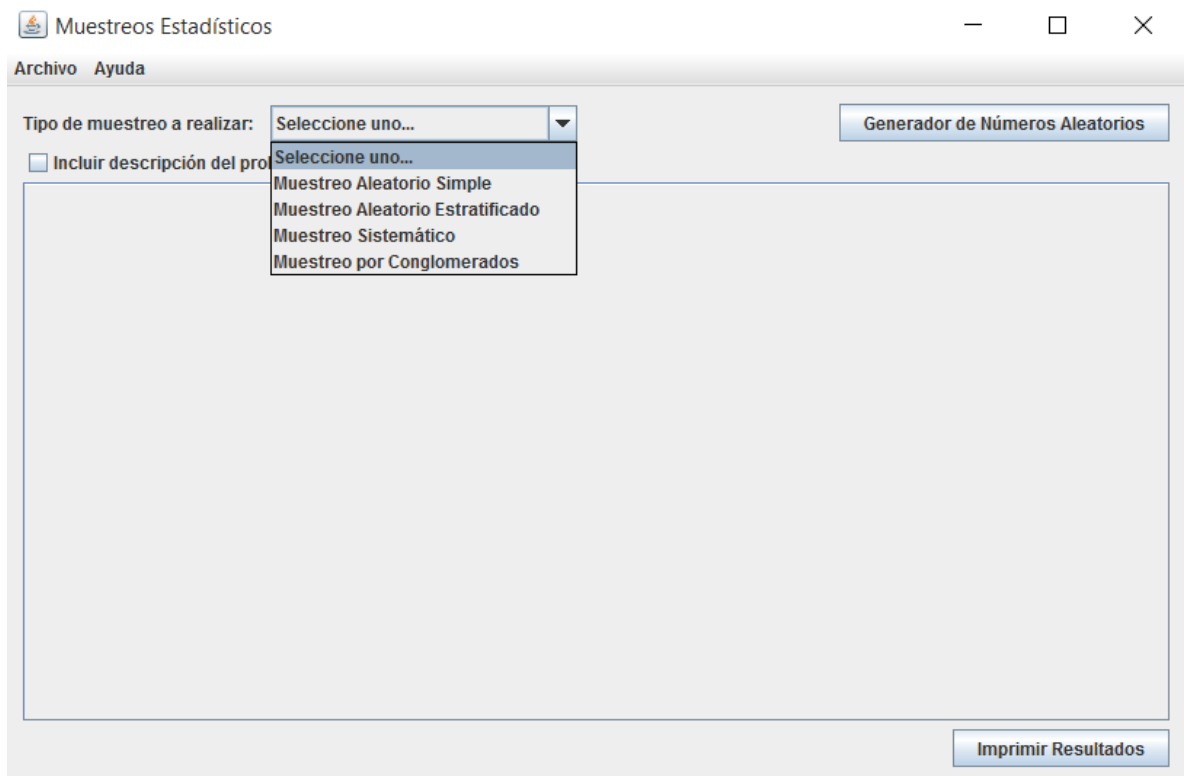 Muestreos Estadísticos
Archivo Ayuda
Tipo de muestreo a realizar: Seleccione uno...
Generador de Números Aleatorios
Incluir descripción del
Seleccione uno...
Muestreo Aleatorio Simple
Muestreo Aleatorio Estratificado
Muestreo Sistemático
Muestreo por Conglomerados
Imprimir Resultados